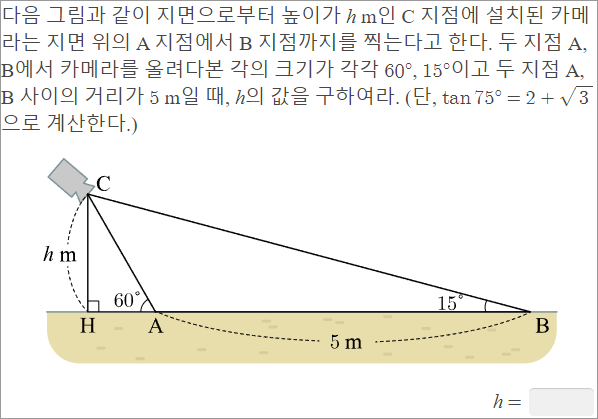 다음 그림과 같이 지면으로부터 높이가 h m인 C 지점에 설치된 카메
라는 지면 위의 A 지점에서 B 지점까지를 찍는다고 한다. 두 지점 A,
B에서 카메라를 올려다본 각의 크기가 각각 60°, 15°이고 두 지점 A,
B 사이의 거리가 5 m일 때, h의 값을 구하여라. (단, tan 75° = 2 + √3
으로 계산한다.)
C
h m
60°
15°
H
A
B
5 m
h =